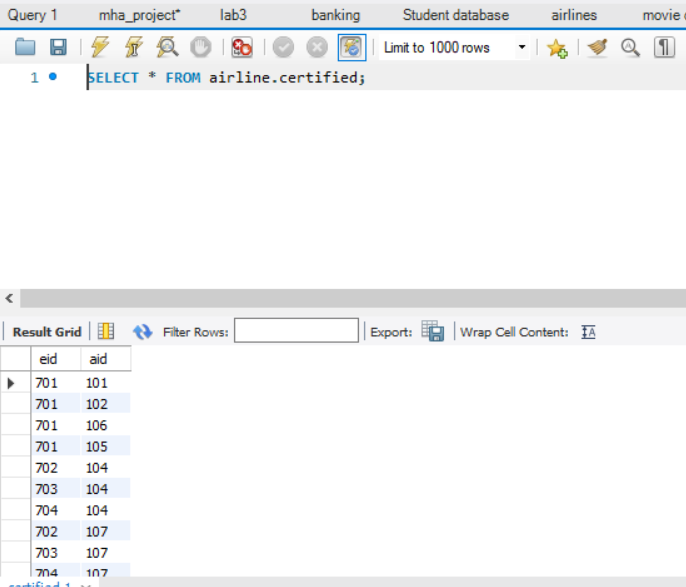 Query 1 mha_project* lab3 banking Student database airlines movie
Limit to 1000 rows
1 SELECT * FROM airline.certified;
Result Grid Filter Rows: Export: Wrap Cell Content:
eid aid
701 101
701 102
701 106
701 105
702 104
703 104
704 104
702 107
703 107
704 107
certified 1